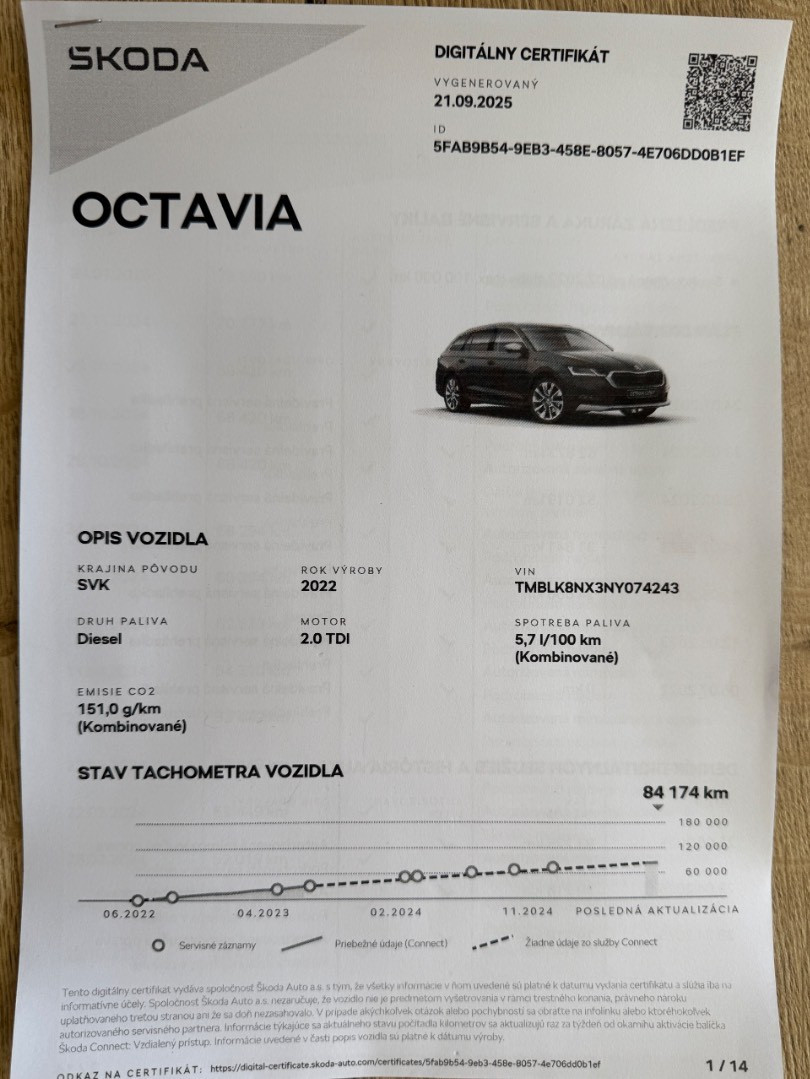 ŠKODA
DIGITÁLNY CERTIFIKÁT
VYGENEROVANÝ
21.09.2025
ID
5FAB9B54-9EB3-458E-8057-4E706DD0B1EF
OCTAVIA
OPIS VOZIDLA
KRAJINA PÔVODU
SVK
ROK VÝROBY
2022
VIN
TMBLK8NX3NY074243
DRUH PALIVA
Diesel
MOTOR
2.0 TDI
SPOTREBA PALIVA
5,7 l/100 km
(Kombinované)
EMISIE CO2
151,0 g/km
(Kombinované)
STAV TACHOMETRA VOZIDLA
84 174 km
180 000
120 000
60 000
06.2022 04.2023 02.2024 11.2024 POSLEDNÁ AKTUALIZÁCIA
Servisné záznamy Priebežné údaje (Connect) Žiadne údaje zo služby Connect
Tento digitálny certifikát vydáva spoločnosť Škoda Auto a.s. s tým, že všetky informácie v ňom uvedené sú platné k dátumu vydania certifikátu a slúžia iba na
informatívne účely. Spoločnosť Škoda Auto a.s. nezaručuje, že vozidlo nie je predmetom vyšetrovania v rámci trestného konania, právneho nároku
uplatňovaného treťou stranou ani že sa doň nezasahovalo. V prípade akýchkoľvek otázok alebo pochybností sa obráťte na infolinku alebo ktoréhokoľvek
autorizovaného servisného partnera. Informácie týkajúce sa aktuálneho stavu počítadla kilometrov sa aktualizujú raz za týždeň od okamihu aktivácie balíčka
Škoda Connect: Vzdialený prístup. Informácie uvedené v časti popis vozidla sú platné k dátumu výroby.
ODKAZ NA CERTIFIKÁT: https://digital-certificate.skoda-auto.com/certificates/5fab9b54-9eb3-458e-8057-4e706dd0b1ef
1 / 14